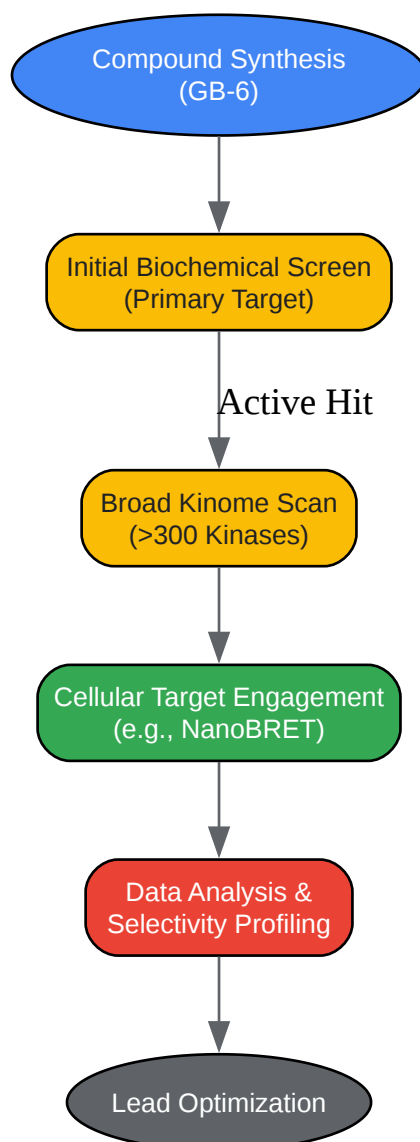 Compound Synthesis
(GB-6)
Initial Biochemical Screen
(Primary Target)
Active Hit
Broad Kinome Scan
(>300 Kinases)
Cellular Target Engagement
(e.g., NanoBRET)
Data Analysis &
Selectivity Profiling
Lead Optimization